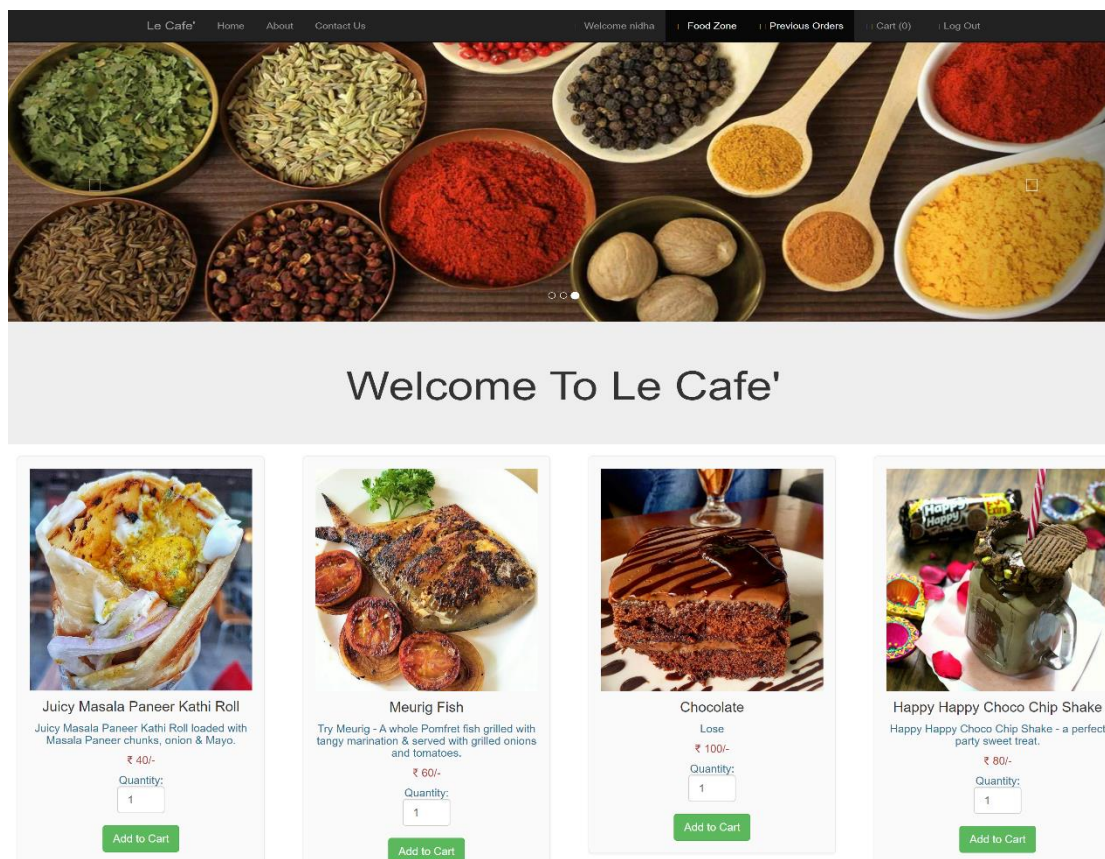 Le Cafe' Home About Contact Us Welcome nidha Food Zone Previous Orders Cart (0) Log Out
Welcome To Le Cafe'
Juicy Masala Paneer Kathi Roll
Juicy Masala Paneer Kathi Roll loaded with
Masala Paneer chunks, onion & Mayo.
₹ 40/-
Quantity:
1
Add to Cart
Meurig Fish
Try Meurig - A whole Pomfret fish grilled with
tangy marination & served with grilled onions
and tomatoes.
₹ 60/-
Quantity:
1
Add to Cart
Chocolate
Lose
₹ 100/-
Quantity:
1
Add to Cart
Happy Happy
Extra
Happy Happy Choco Chip Shake
Happy Happy Choco Chip Shake - a perfect
party sweet treat.
₹ 80/-
Quantity:
1
Add to Cart